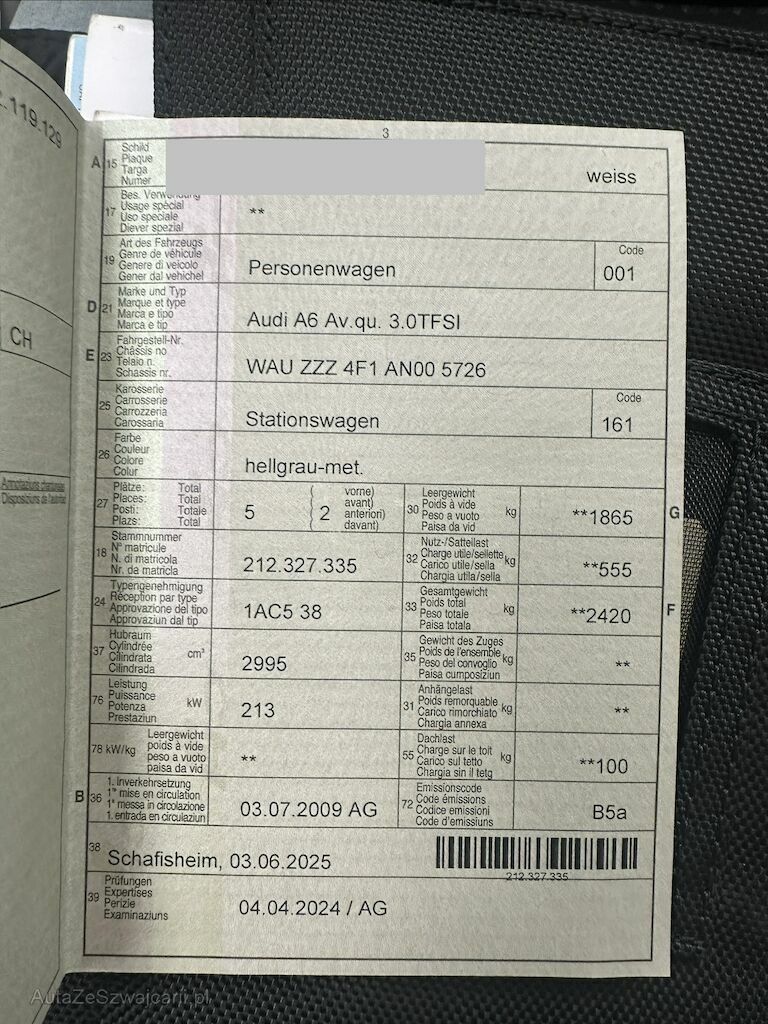 .119.129
CH
3
A 15 Schild
Plaque
Targa
Numer
weiss
17 Bes. Verwendung
Usage spécial
Uso speciale
Diever spezial
**
19 Art des Fahrzeugs
Genre de véhicule
Genere di veicolo
Gener dal vehichel
Personenwagen
Code
001
D 21 Marke und Typ
Marque et type
Marca e tipo
Marca e tip
Audi A6 Av.qu. 3.0TFSI
E 23 Fahrgestell-Nr.
Châssis no
Telaio n.
Schassis nr.
WAU ZZZ 4F1 AN00 5726
25 Karosserie
Carrosserie
Carrozzeria
Carossaria
Stationswagen
Code
161
26 Farbe
Couleur
Colore
Colur
hellgrau-met.
27 Plätze: Total
Places: Total
Posti: Totale
Plazs: Total
5 ( 2 vorne)
avant)
anteriori)
davant)
30 Leergewicht
Poids à vide
Peso a vuoto
Paisa da vid
kg
**1865
G
18 Stammnummer
N° matricule
N. di matricola
Nr. da matricla
212.327.335
32 Nutz-/Sattellast
Charge utile/sellette
Carico utile/sella
Chargia utila/sella
kg
**555
24 Typengenehmigung
Réception par type
Approvazione del tipo
Approvaziun dal tip
1AC5 38
33 Gesamtgewicht
Poids total
Peso totale
Paisa totala
kg
**2420
F
37 Hubraum
Cylindrée
Cilindrata
Cilindrada
cm³
2995
35 Gewicht des Zuges
Poids de l'ensemble
Peso del convoglio
Paisa cumposiziun
kg
**
76 Leistung
Puissance
Potenza
Prestaziun
kW
213
31 Anhängelast
Poids remorquable
Carico rimorchiato
Chargia annexa
kg
**
78 kW/kg Leergewicht
poids à vide
peso a vuoto
paisa da vid
**
55 Dachlast
Charge sur le toit
Carico sul tetto
Chargia sin il tetg
kg
**100
B 36 1. Inverkehrsetzung
1re mise en circulation
1a messa in circolazione
1. entrada en circulaziun
03.07.2009 AG
72 Emissionscode
Code émissions
Codice emissioni
Code d'emissiuns
B5a
38
Schafisheim, 03.06.2025
212.327.335
39 Prüfungen
Expertises
Perizie
Examinaziuns
04.04.2024 / AG
AutaZeSzwajcarii.pl